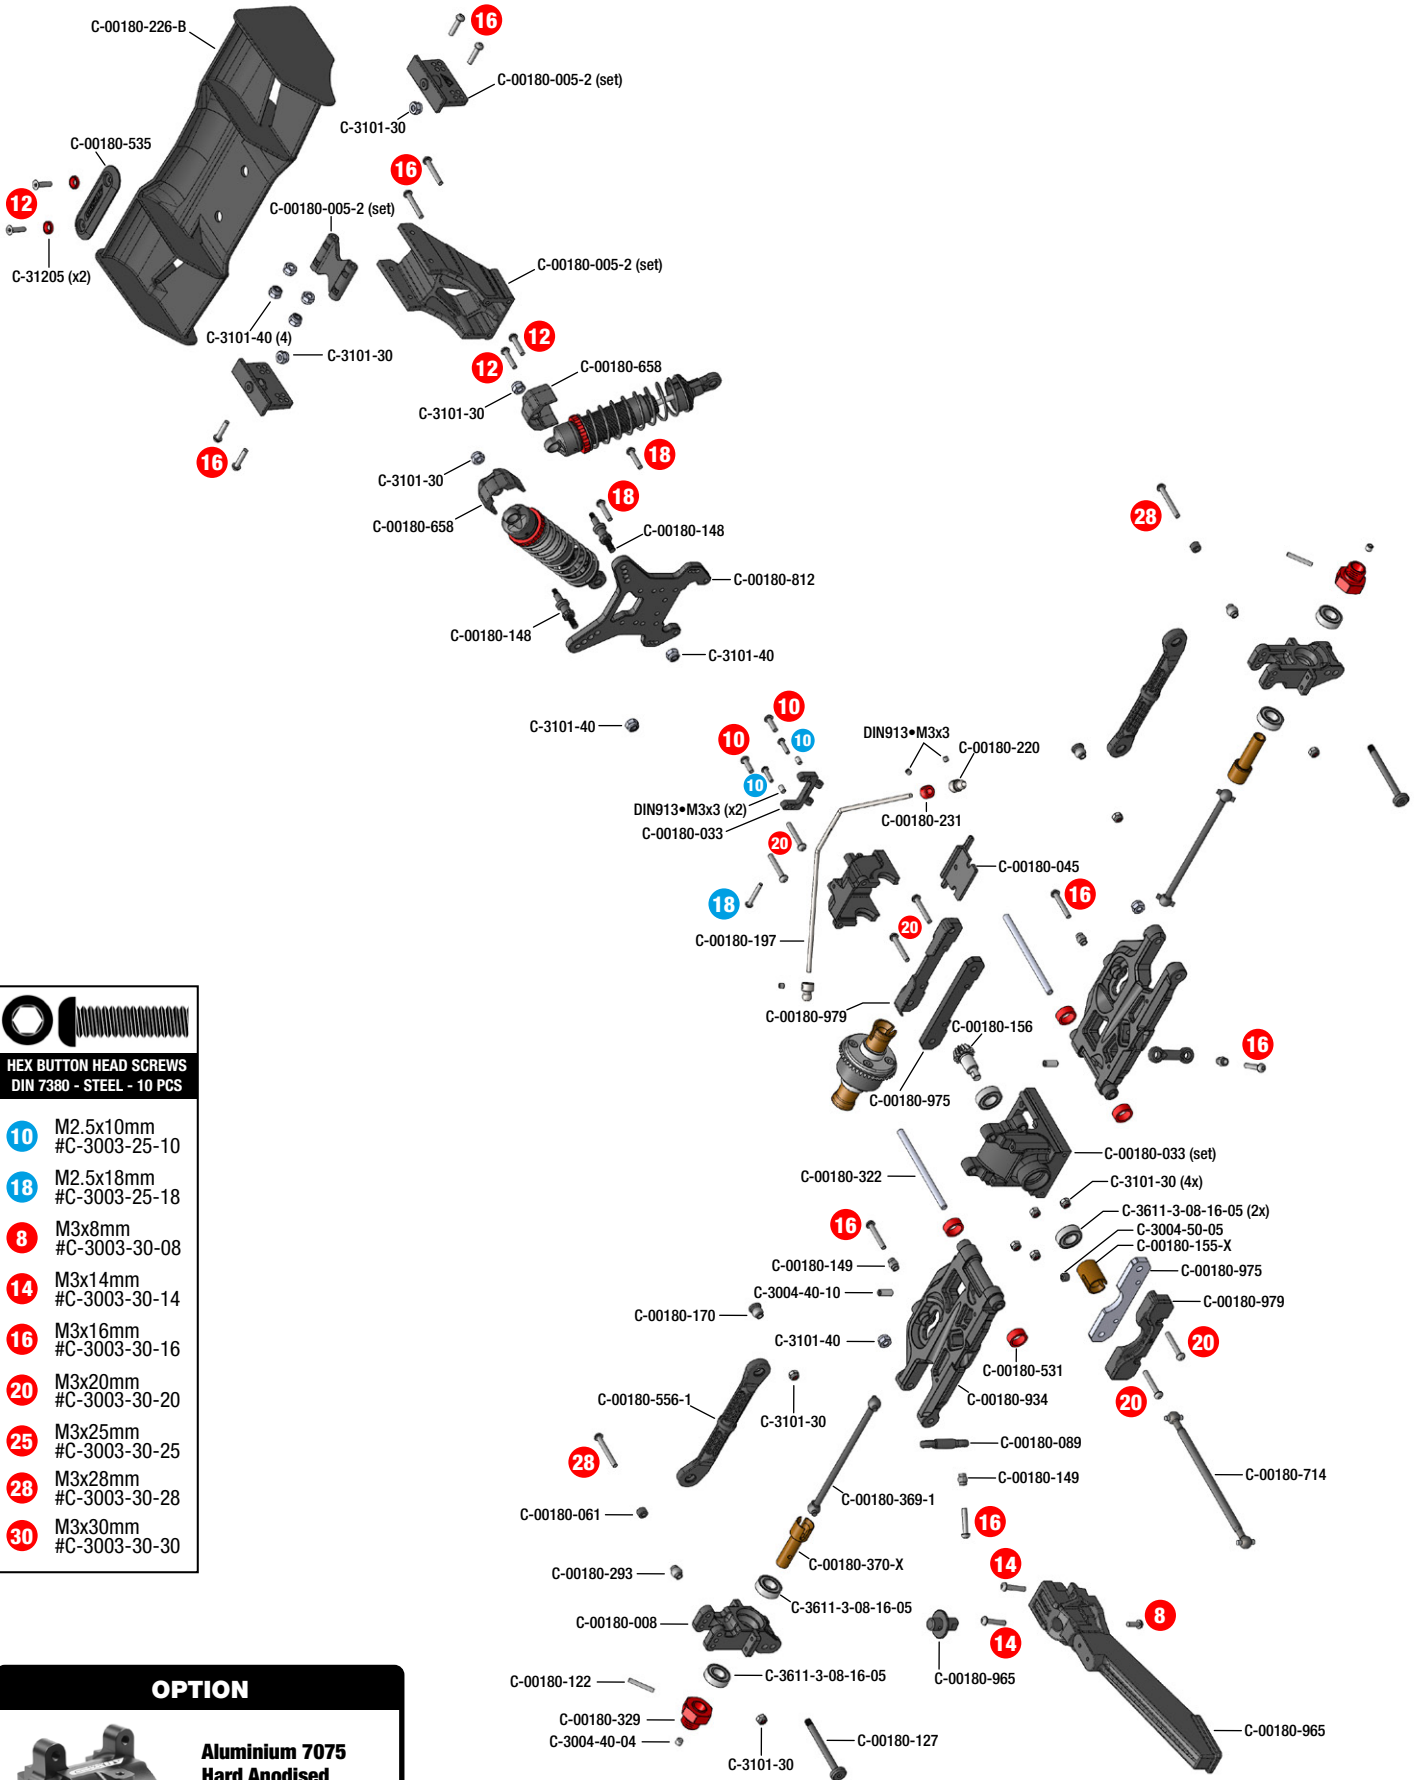 C-00180-226-B
16
C-00180-005-2 (set)
C-3101-30
C-00180-535
16
12
C-00180-005-2 (set)
C-31205 (x2)
C-00180-005-2 (set)
C-3101-40 (4)
C-3101-30
12
12
C-00180-658
C-3101-30
16
18
C-3101-30
18
C-00180-658
C-00180-148
28
C-00180-812
C-00180-148
C-3101-40
C-3101-40
10
10
10
10
DIN913•M3x3
C-00180-220
DIN913•M3x3 (x2)
C-00180-231
C-00180-033
20
C-00180-045
18
16
20
C-00180-197
C-00180-979
C-00180-156
16
C-00180-975
C-00180-033 (set)
C-00180-322
C-3101-30 (4x)
16
C-3611-3-08-16-05 (2x)
C-3004-50-05
C-00180-155-X
C-00180-149
C-00180-975
C-3004-40-10
C-00180-979
C-00180-170
C-3101-40
20
C-00180-531
C-00180-934
20
C-00180-556-1
C-3101-30
C-00180-089
28
C-00180-149
C-00180-714
C-00180-369-1
C-00180-061
16
C-00180-370-X
14
C-00180-293
C-3611-3-08-16-05
C-00180-008
8
14
C-3611-3-08-16-05
C-00180-965
C-00180-122
C-00180-329
C-00180-965
C-3004-40-04
C-00180-127
C-3101-30
HEX BUTTON HEAD SCREWS
DIN 7380 - STEEL - 10 PCS
10 M2.5x10mm
#C-3003-25-10
18 M2.5x18mm
#C-3003-25-18
8 M3x8mm
#C-3003-30-08
14 M3x14mm
#C-3003-30-14
16 M3x16mm
#C-3003-30-16
20 M3x20mm
#C-3003-30-20
25 M3x25mm
#C-3003-30-25
28 M3x28mm
#C-3003-30-28
30 M3x30mm
#C-3003-30-30
OPTION
Aluminium 7075
Hard Anodised